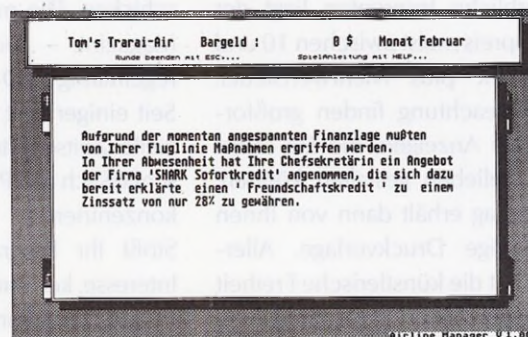 Tom's Trarai-Air Bargeld : 0 $ Monat Februar
Runde beenden mit ESC.... Spielanleitung mit HELP...
Aufgrund der momentan angespannten Finanzlage mußten
von Ihrer Fluglinie Maßnahmen ergriffen werden.
In Ihrer Abwesenheit hat Ihre Chefsekretärin ein Angebot
der Firma 'SHARK Sofortkredit' angenommen, die sich dazu
bereit erklärte einen 'Freundschaftskredit' zu einem
Zinssatz von nur 28% zu gewähren.
Airline Manager V1.00